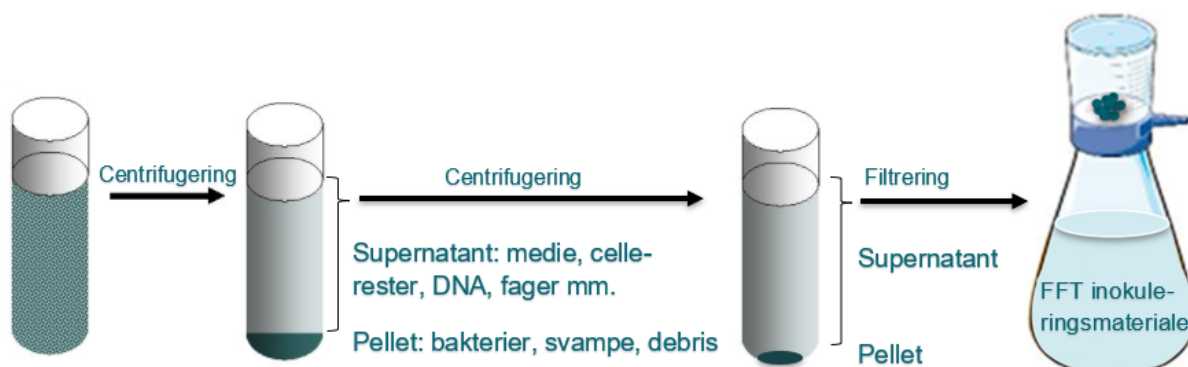 Centrifugering
Supernatant: medie, celle-
rester, DNA, fager mm.
Pellet: bakterier, svampe, debris
Centrifugering
Supernatant
Pellet
Filtrering
FFT inokule-
ringsmateriale